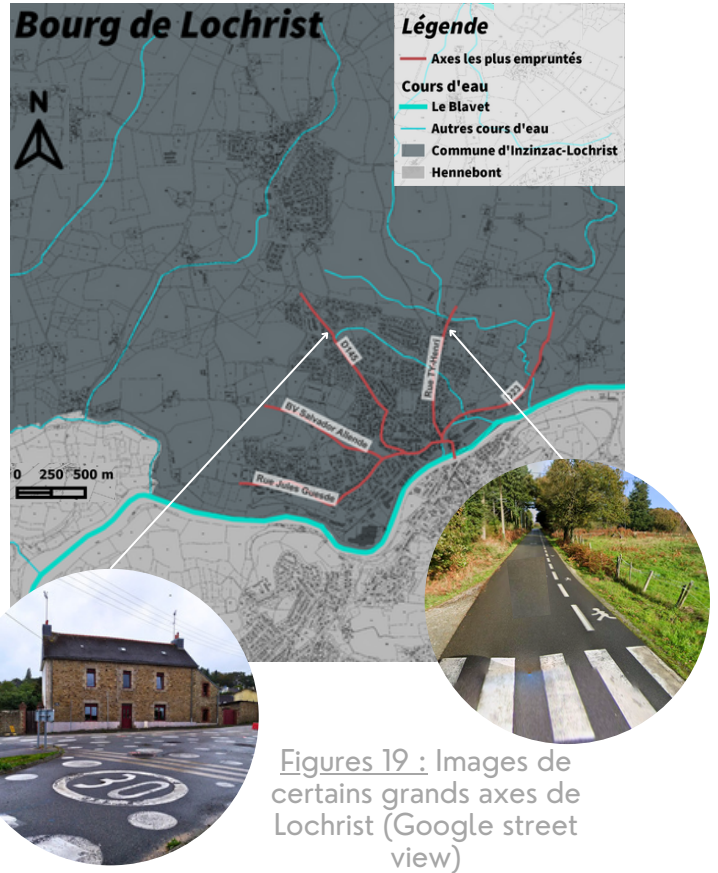 Bourg de Lochrist
Légende
Axes les plus empruntés
Cours d'eau
Le Blavet
Autres cours d'eau
Commune d'Inzinzac-Lochrist
Hennebont
N
D145
Rue TY-Henri
BV Salvador Allende
Rue Jules Guesde
0 250 500 m
30
Figures 19 : Images de
certains grands axes de
Lochrist (Google street
view)